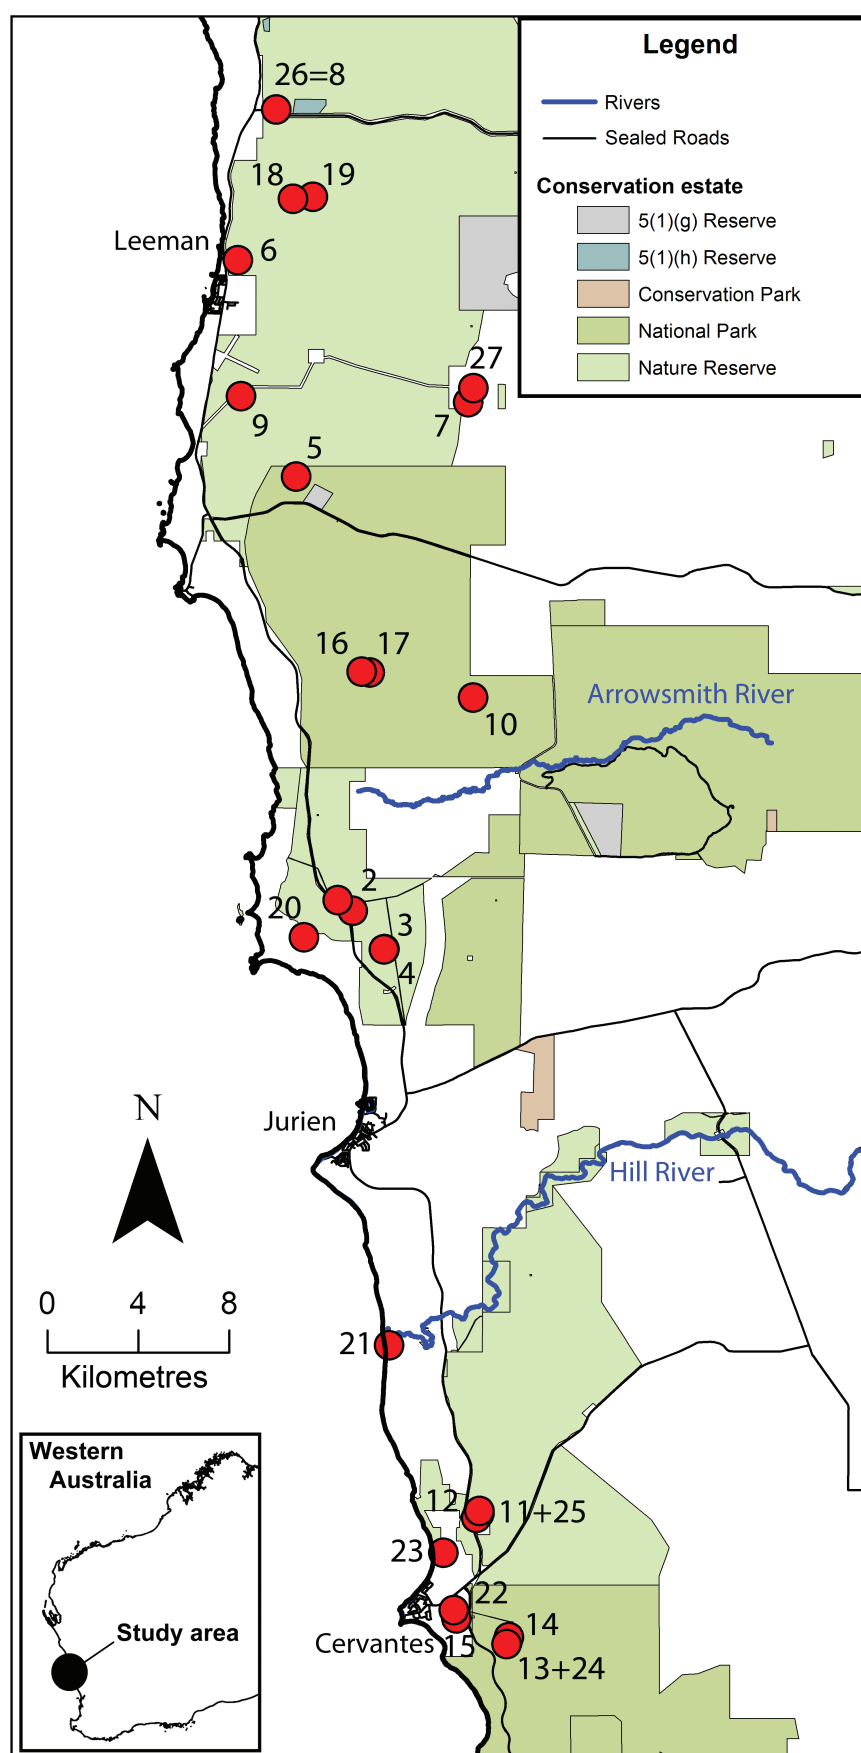 Legend
Rivers
Sealed Roads
Conservation estate
5(1)(g) Reserve
5(1)(h) Reserve
Conservation Park
National Park
Nature Reserve
26=8
18
19
Leeman
6
27
7
9
5
16
17
10
Arrowsmith River
2
20
3
4
N
Jurien
Hill River
0 4 8
Kilometres
21
12
11+25
23
22
Cervantes
15
14
13+24
Western
Australia
Study area